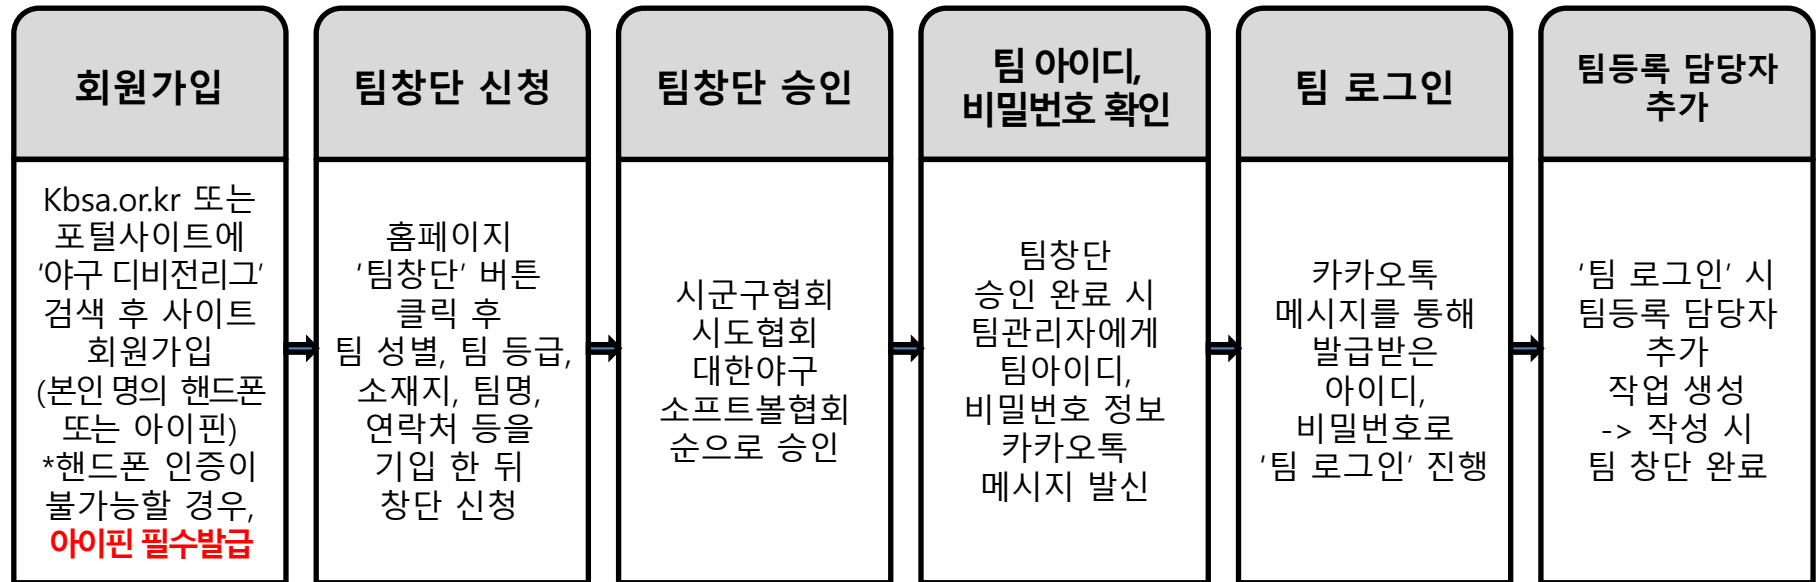 회원가입
Kbsa.or.kr 또는
포털사이트에
‘야구 디비전리그’
검색 후 사이트
회원가입
(본인 명의 핸드폰
또는 아이핀)
*핸드폰 인증이
불가능할 경우,
아이핀 필수발급
팀창단 신청
홈페이지
‘팀창단’ 버튼
클릭 후
팀 성별, 팀 등급,
소재지, 팀명,
연락처 등을
기입 한 뒤
창단 신청
팀창단 승인
시군구협회
시도협회
대한야구
소프트볼협회
순으로 승인
팀 아이디,
비밀번호 확인
팀창단
승인 완료 시
팀관리자에게
팀아이디,
비밀번호 정보
카카오톡
메시지 발신
팀 로그인
카카오톡
메시지를 통해
발급받은
아이디,
비밀번호로
‘팀 로그인’ 진행
팀등록 담당자
추가
‘팀 로그인’ 시
팀등록 담당자
추가
작업 생성
-> 작성 시
팀 창단 완료